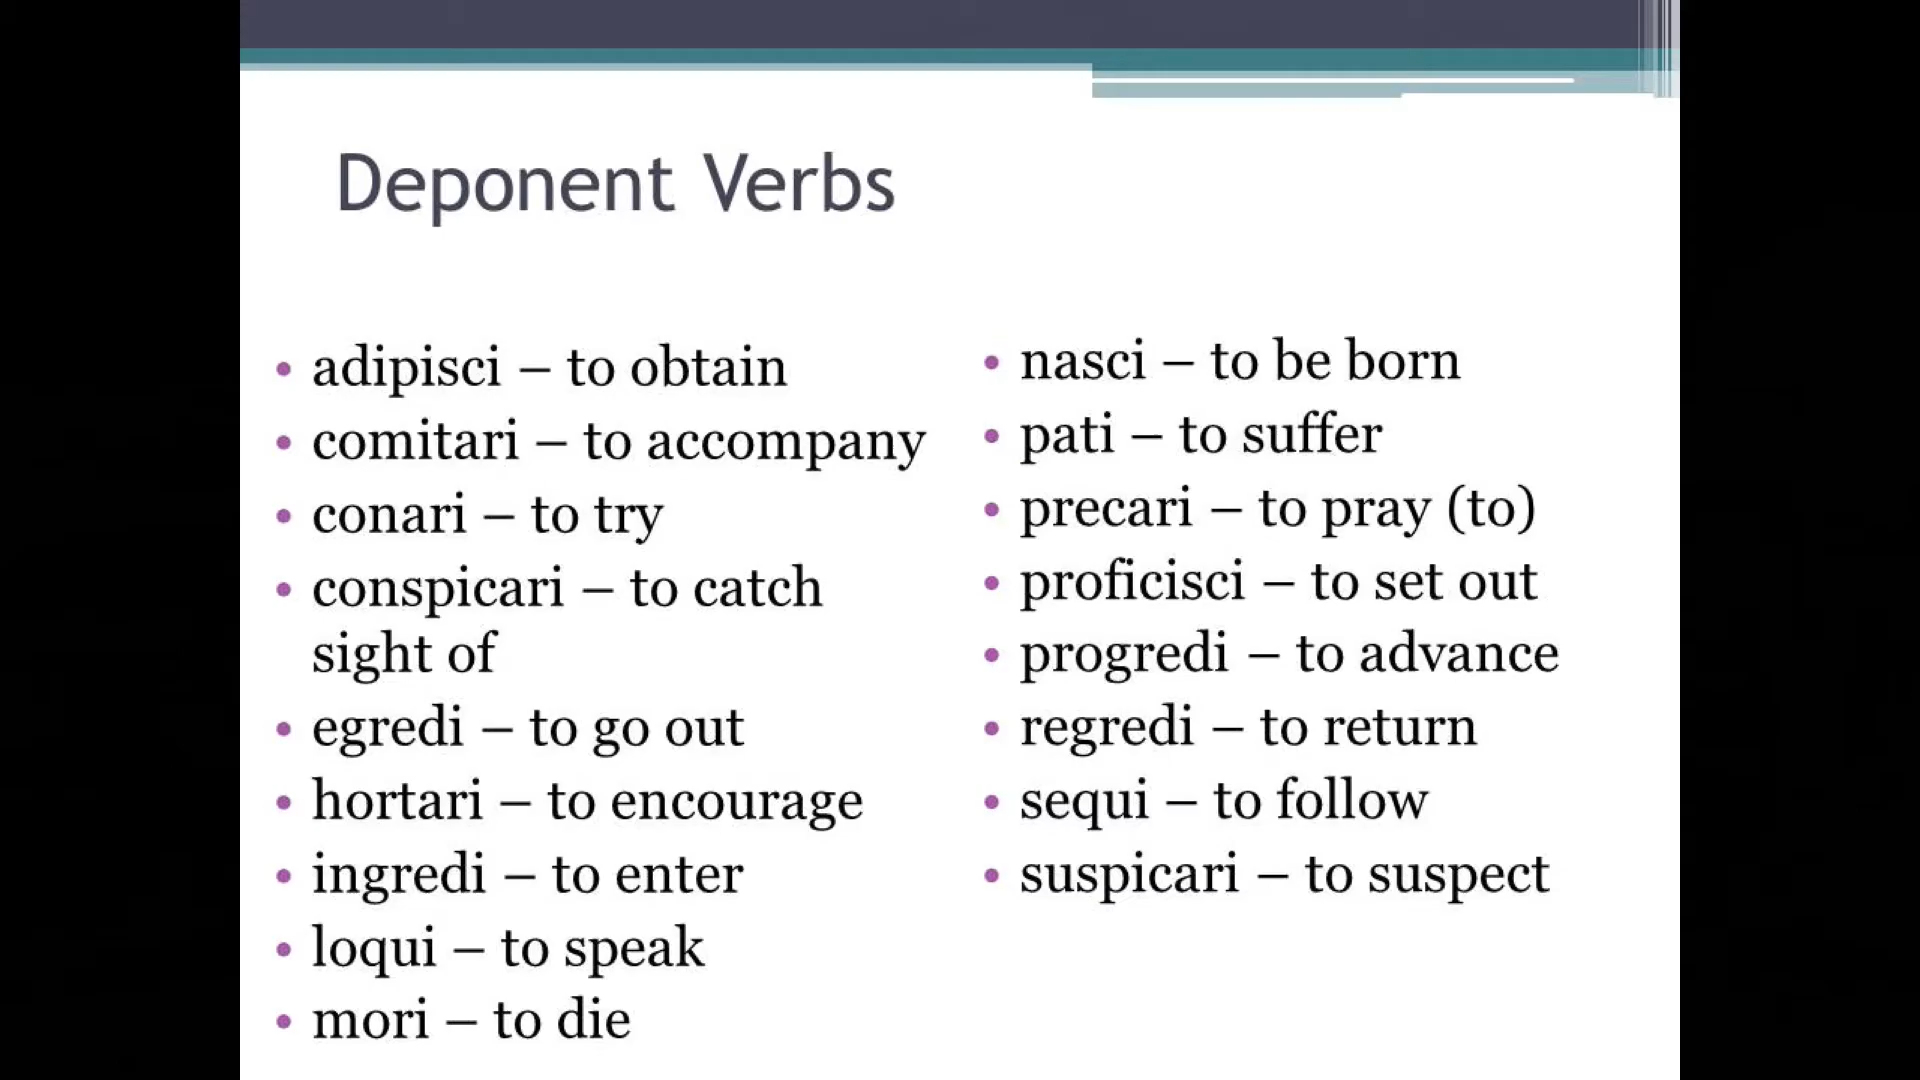 Deponent Verbs
• adipisci – to obtain
• comitari – to accompany
• conari – to try
• conspicari – to catch
sight of
• egredi – to go out
• hortari – to encourage
• ingredi – to enter
• loqui – to speak
• mori – to die
• nasci – to be born
• pati – to suffer
• precari – to pray (to)
• proficisci – to set out
• progredi – to advance
• regredi – to return
• sequi – to follow
• suspicari – to suspect